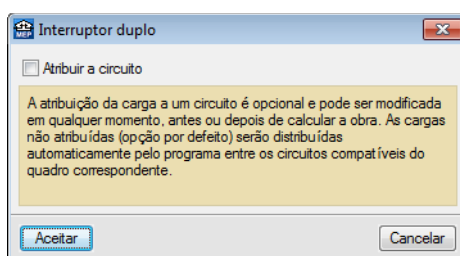 MEP
Interruptor duplo
Atribuir a circuito
A atribuição da carga a um circuito é opcional e pode ser modificada
em qualquer momento, antes ou depois de calcular a obra. As cargas
não atribuídas (opção por defeito) serão distribuídas
automaticamente pelo programa entre os circuitos compatíveis do
quadro correspondente.
Aceitar
Cancelar